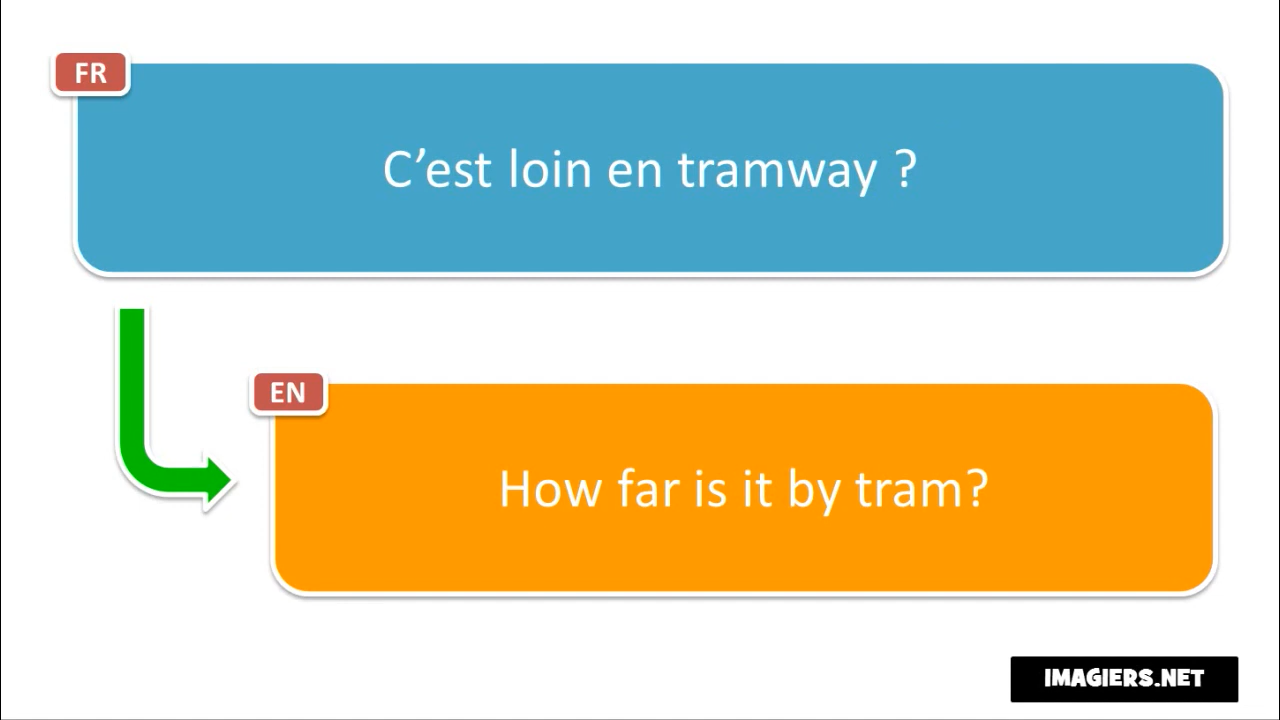 FR
C’est loin en tramway ?
EN
How far is it by tram?
IMAGIERS.NET